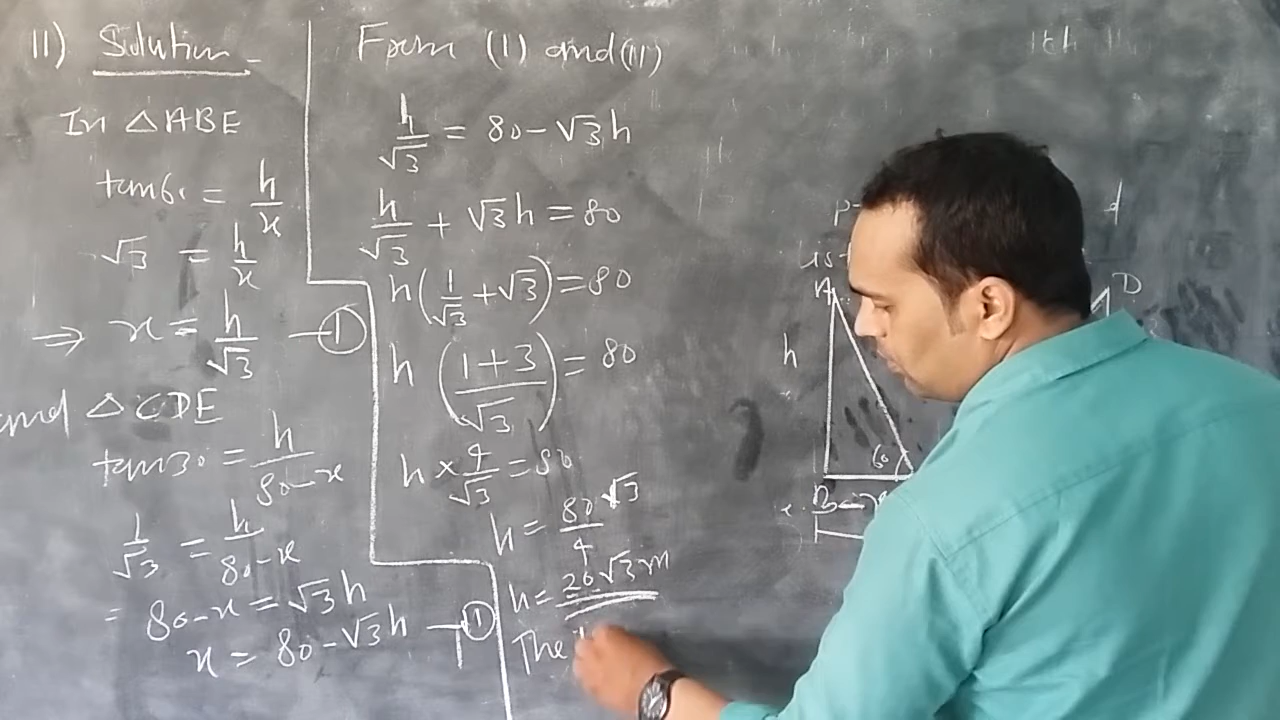 11) Solution
In △ABE
tan60 = h/x
√3 = h/x
⇒ x = h/√3 — ①
and △CDE
tan30 = h/80-x
1/√3 = h/80-x
= 80-x = √3h
x = 80-√3h — ⑪
From (I) and (II)
h/√3 = 80-√3h
h/√3 + √3h = 80
h(1/√3 + √3) = 80
h(1+3/√3) = 80
h × 4/√3 = 80
h = 80√3/4
h = 20√3m
The
A
D
h
60
B